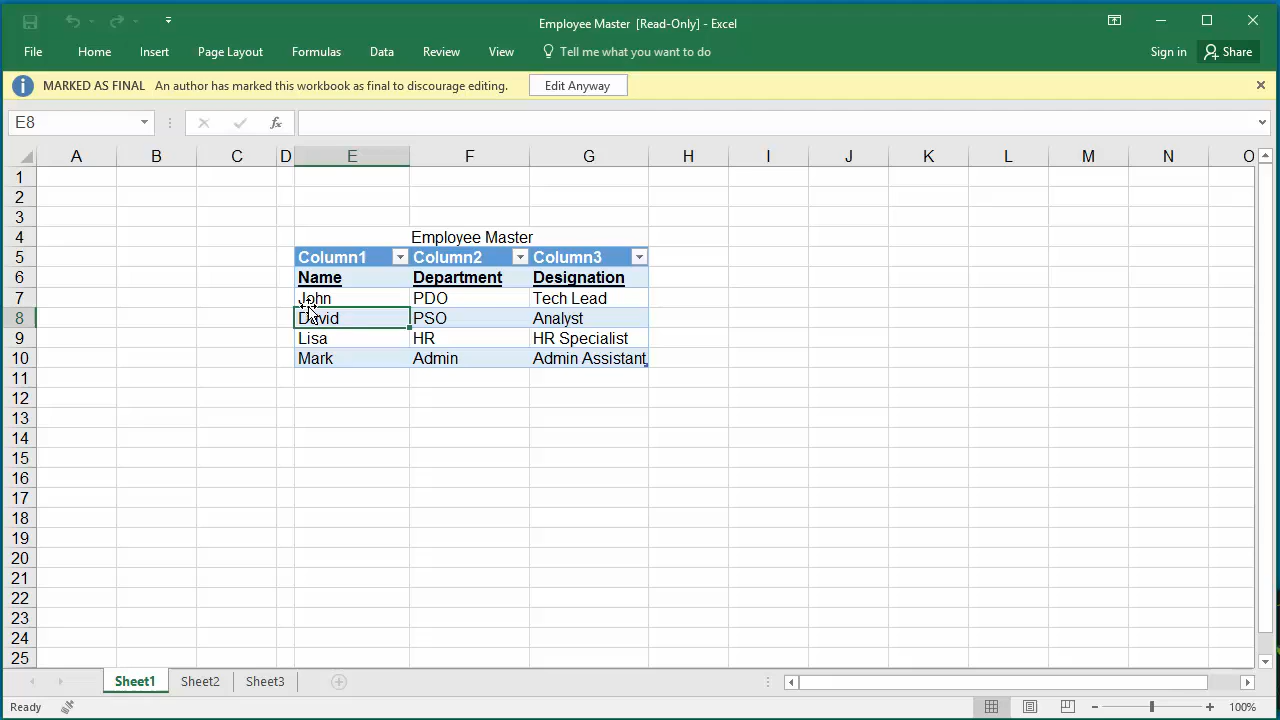 Employee Master [Read-Only] - Excel
File Home Insert Page Layout Formulas Data Review View Tell me what you want to do Sign in Share
MARKED AS FINAL An author has marked this workbook as final to discourage editing. Edit Anyway
E8 fx
A B C D E F G H I J K L M N O
1
2
3
4 Employee Master
5 Column1 Column2 Column3
6 Name Department Designation
7 John PDO Tech Lead
8 David PSO Analyst
9 Lisa HR HR Specialist
10 Mark Admin Admin Assistant
11
12
13
14
15
16
17
18
19
20
21
22
23
24
25
Sheet1 Sheet2 Sheet3
Ready 100%